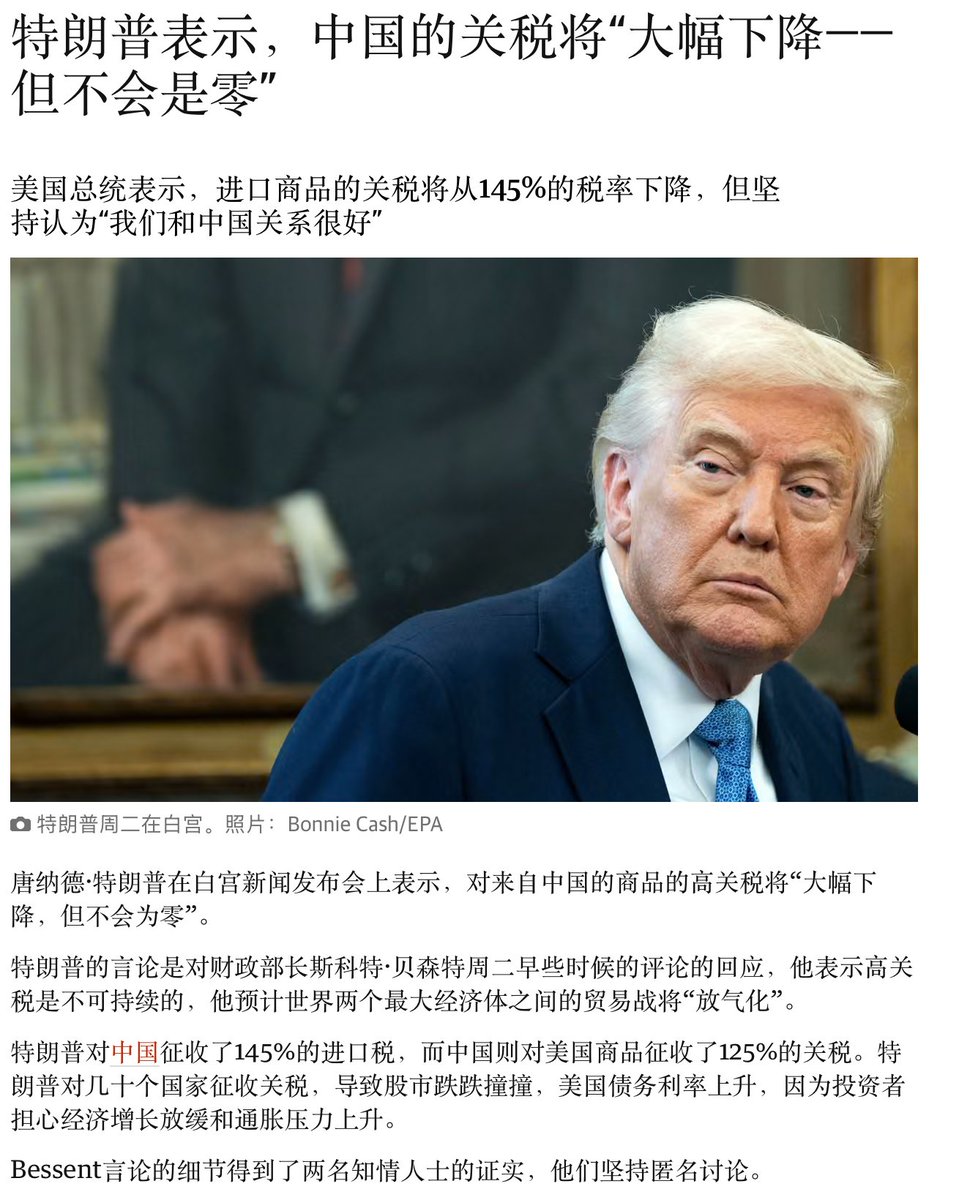 特朗普表示，中国的关税将“大幅下降——
但不会是零”
美国总统表示，进口商品的关税将从145%的税率下降，但坚
持认为“我们和中国关系很好”
特朗普周二在白宫。照片：Bonnie Cash/EPA
唐纳德·特朗普在白宫新闻发布会上表示，对来自中国的商品的高关税将“大幅下
降，但不会为零”。
特朗普的言论是对财政部长斯科特·贝森特周二早些时候的评论的回应，他表示高关
税是不可持续的，他预计世界两个最大经济体之间的贸易战将“放气化”。
特朗普对中国征收了145%的进口税，而中国则对美国商品征收了125%的关税。特
朗普对几十个国家征收关税，导致股市跌跌撞撞，美国债务利率上升，因为投资者
担心经济增长放缓和通胀压力上升。
Bessent言论的细节得到了两名知情人士的证实，他们坚持匿名讨论。